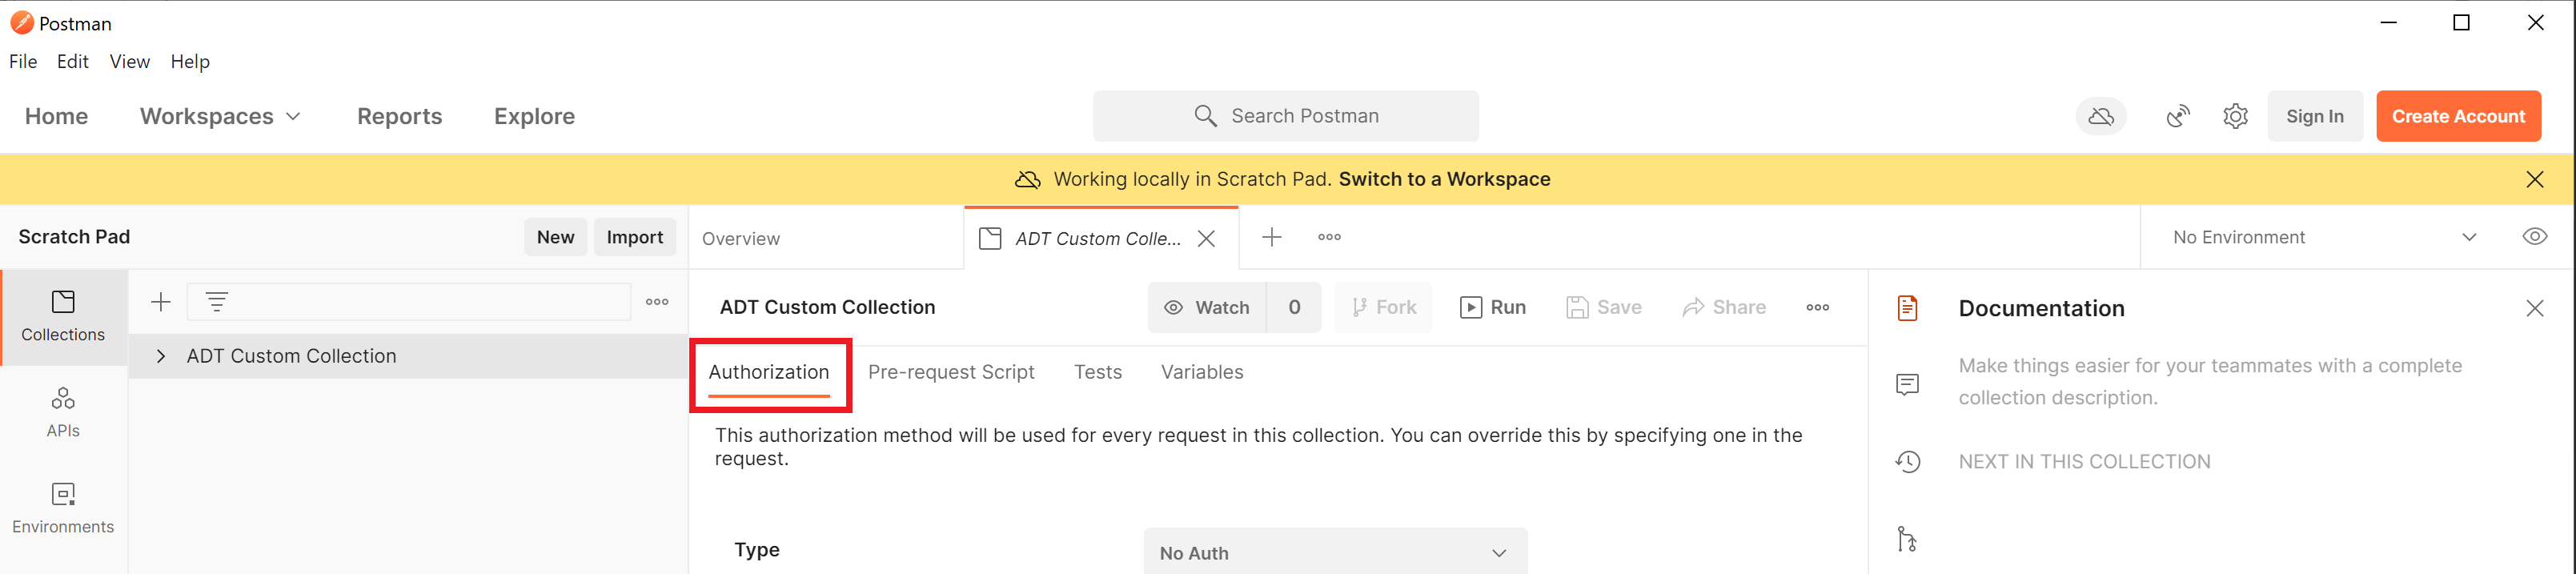 Postman
File Edit View Help
Home Workspaces Reports Explore Search Postman Sign In Create Account
Working locally in Scratch Pad. Switch to a Workspace
Scratch Pad New Import Overview ADT Custom Colle... No Environment
Collections
APIs
Environments
ADT Custom Collection
ADT Custom Collection Watch 0 Fork Run Save Share
Authorization Pre-request Script Tests Variables
This authorization method will be used for every request in this collection. You can override this by specifying one in the
request.
Type No Auth
Documentation
Make things easier for your teammates with a complete
collection description.
NEXT IN THIS COLLECTION